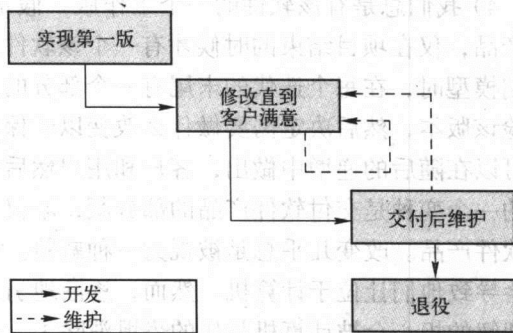 实现第一版
修改直到
客户满意
交付后维护
开发
维护
退役